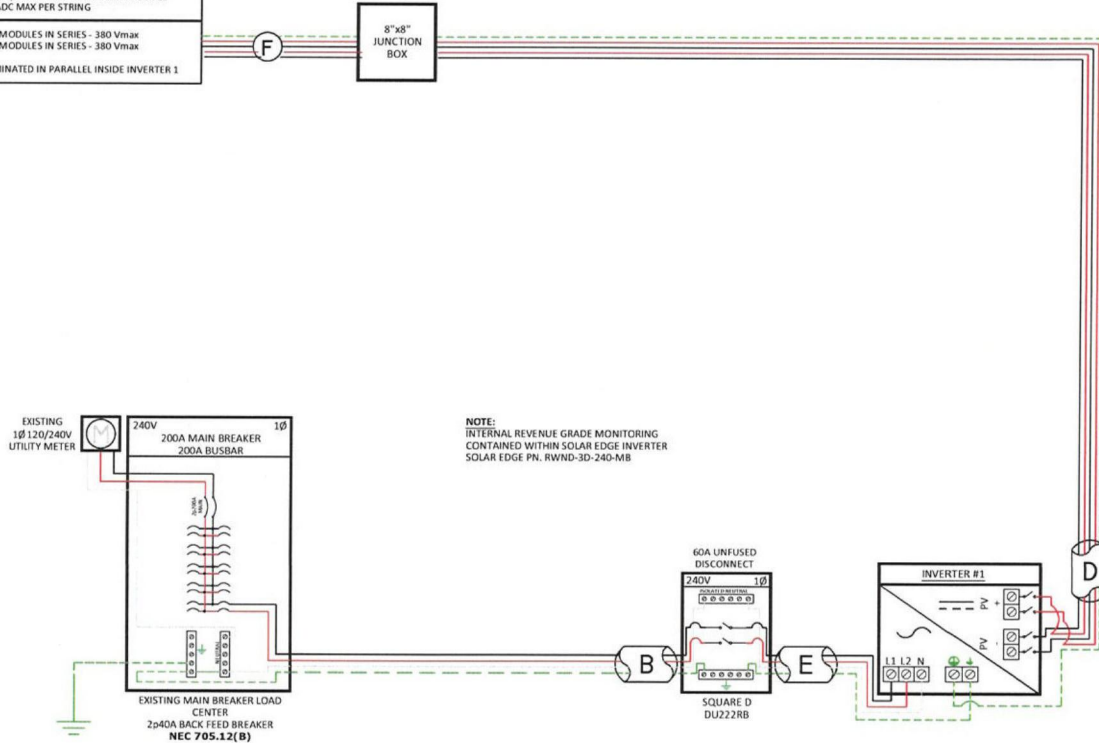 ADC MAX PER STRING
MODULES IN SERIES - 380 Vmax
MODULES IN SERIES - 380 Vmax
INATED IN PARALLEL INSIDE INVERTER 1
F
8"x8"
JUNCTION
BOX
EXISTING
1Ø 120/240V
UTILITY METER
M
240V 1Ø
200A MAIN BREAKER
200A BUSBAR
MAIN
NEUTRAL
EXISTING MAIN BREAKER LOAD
CENTER
2p40A BACK FEED BREAKER
NEC 705.12(B)
NOTE:
INTERNAL REVENUE GRADE MONITORING
CONTAINED WITHIN SOLAR EDGE INVERTER
SOLAR EDGE PN. RWND-3D-240-MB
B
60A UNFUSED
DISCONNECT
240V 1Ø
ISOLATED NEUTRAL
SQUARE D
DU222RB
E
INVERTER #1
PV +
PV -
L1 L2 N
D